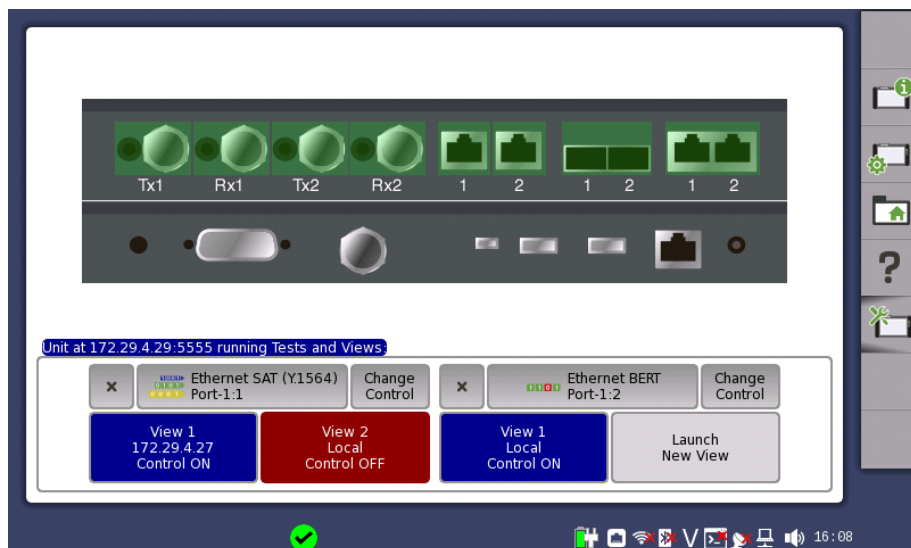 Tx1 Rx1 Tx2 Rx2 1 2 1 2 1 2
Unit at 172.29.4.29:5555 running Tests and Views:
Ethernet SAT (Y.1564)
Port-1:1
Change
Control
Ethernet BERT
Port-1:2
Change
Control
View 1
172.29.4.27
Control ON
View 2
Local
Control OFF
View 1
Local
Control ON
Launch
New View
16:08